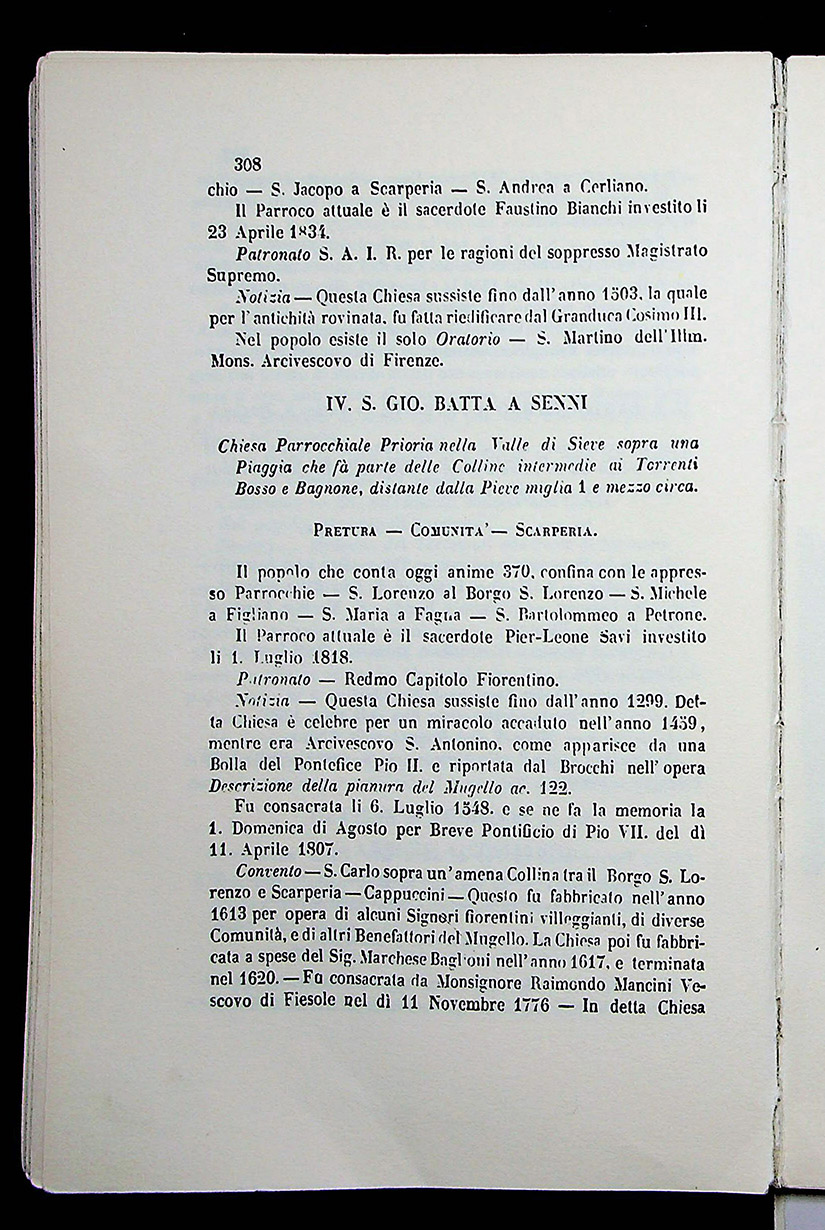 308
chio — S. Jacopo a Scarperia — S. Andrea a Cerliano.
Il Parroco attuale è il sacerdote Faustino Bianchi investito li
23 Aprile 1834.
Patronato S. A. I. R. per le ragioni del soppresso Magistrato
Supremo.
Notizia — Questa Chiesa sussiste fino dall'anno 1503. la quale
per l'antichità rovinata, fu fatta riedificare dal Granduca Cosimo III.
Nel popolo esiste il solo Oratorio — S. Martino dell'Illm.
Mons. Arcivescovo di Firenze.
IV. S. GIO. BATTA A SENNI
Chiesa Parrocchiale Prioria nella Valle di Sieve sopra una
Piaggia che fà parte delle Colline intermedie ai Torrenti
Bosso e Bagnone, distante dalla Pieve miglia 1 e mezzo circa.
PRETURA — COMUNITA' — SCARPERIA.
Il popolo che conta oggi anime 370, confina con le appres-
so Parrocchie — S. Lorenzo al Borgo S. Lorenzo — S. Michele
a Figliano — S. Maria a Fagna — S. Bartolommeo a Petrone.
Il Parroco attuale è il sacerdote Pier-Leone Savi investito
li 1. Luglio 1818.
Patronato — Redmo Capitolo Fiorentino.
Notizia — Questa Chiesa sussiste fino dall'anno 1299. Det-
ta Chiesa è celebre per un miracolo accaduto nell'anno 1459,
mentre era Arcivescovo S. Antonino, come apparisce da una
Bolla del Pontefice Pio II. e riportata dal Brocchi nell'opera
Descrizione della pianura del Mugello ac. 122.
Fu consacrata li 6. Luglio 1548. e se ne fa la memoria la
1. Domenica di Agosto per Breve Pontificio di Pio VII. del dì
11. Aprile 1807.
Convento — S. Carlo sopra un'amena Collina tra il Borgo S. Lo-
renzo e Scarperia — Cappuccini — Questo fu fabbricato nell'anno
1613 per opera di alcuni Signori fiorentini villeggianti, di diverse
Comunità, e di altri Benefattori del Mugello. La Chiesa poi fu fabbri-
cata a spese del Sig. Marchese Baglioni nell'anno 1617, e terminata
nel 1620. — Fu consacrata da Monsignore Raimondo Mancini Ve-
scovo di Fiesole nel dì 11 Novembre 1776 — In detta Chiesa